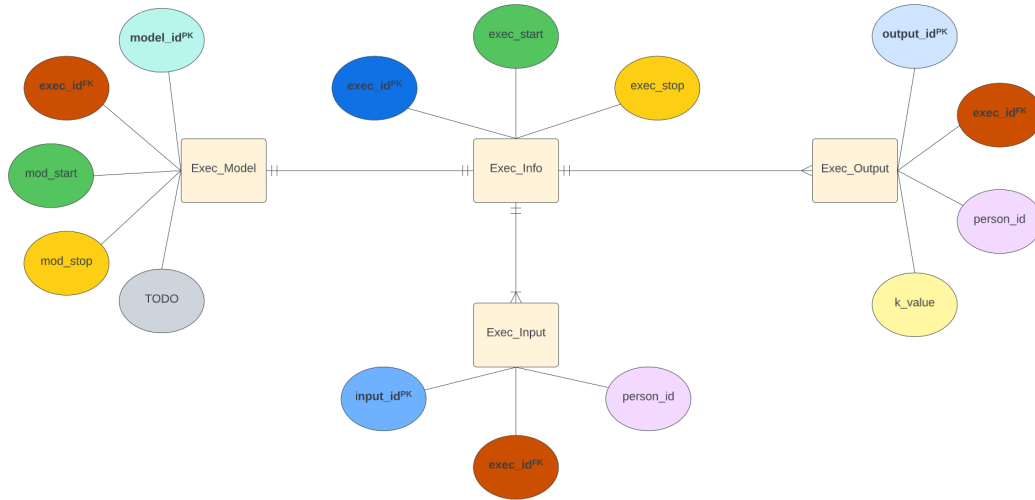 model_idPK
exec_start
output_idPK
exec_idFK
exec_idPK
exec_stop
exec_idFK
Exec_Model
Exec_Info
Exec_Output
mod_start
person_id
mod_stop
TODO
k_value
Exec_Input
input_idPK
person_id
exec_idFK